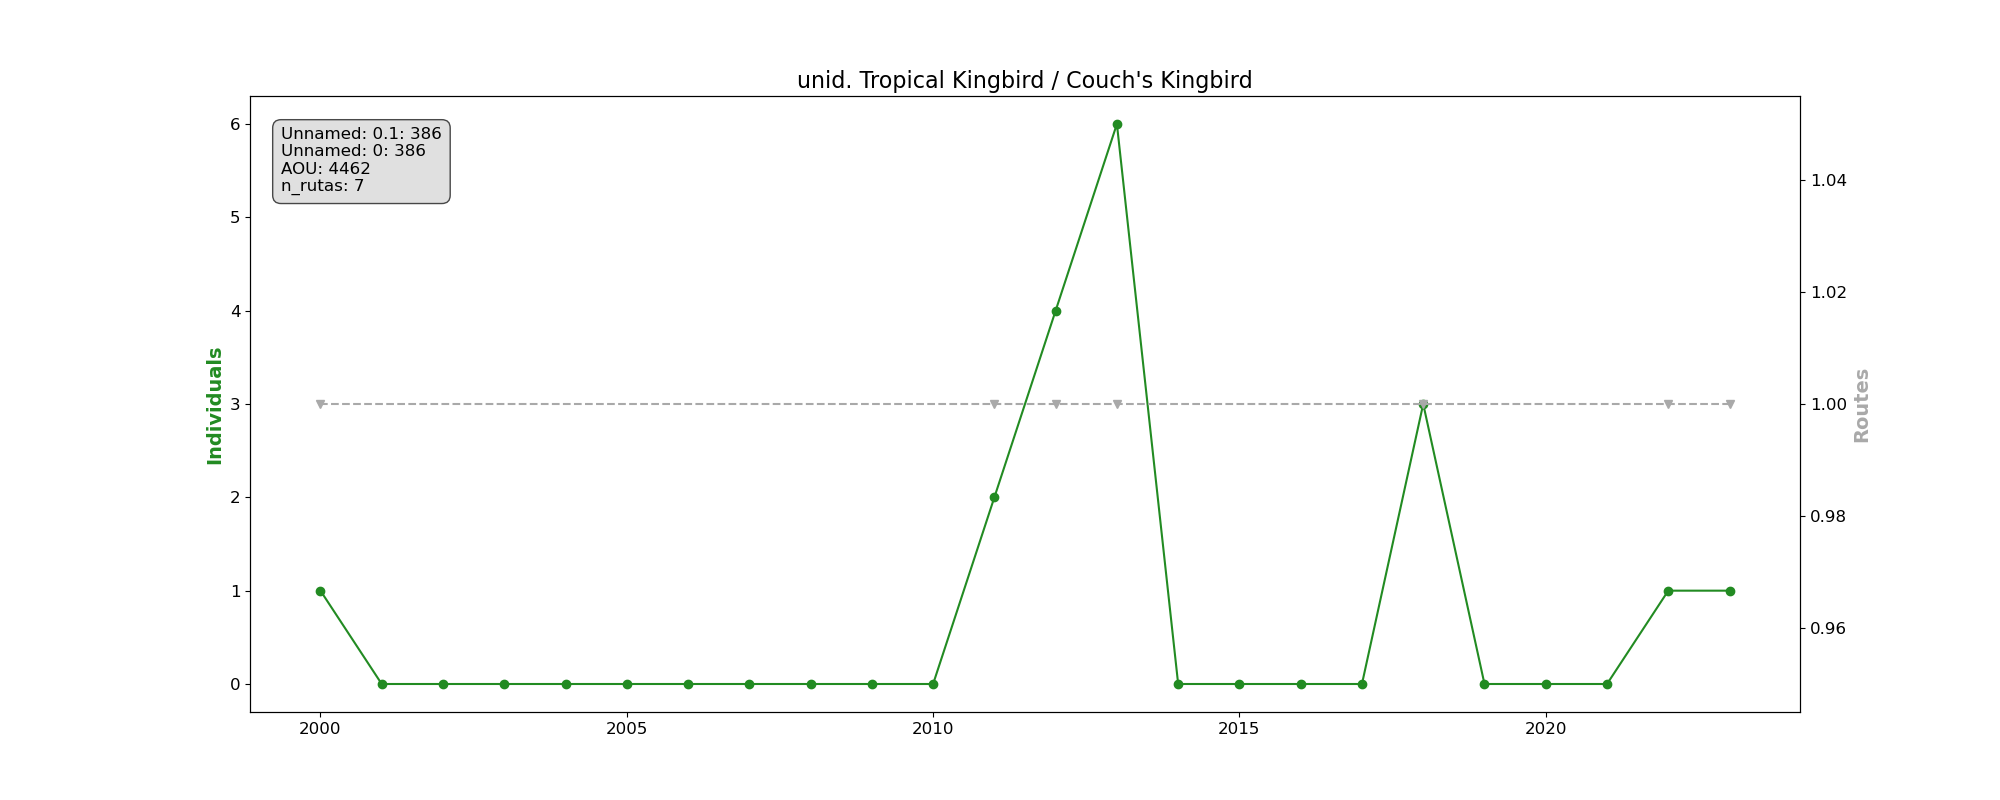 unid. Tropical Kingbird / Couch's Kingbird
Unnamed: 0.1: 386
Unnamed: 0: 386
AOU: 4462
n_rutas: 7
Individuals
6
5
4
3
2
1
0
1.04
1.02
1.00
0.98
0.96
Routes
2000
2005
2010
2015
2020